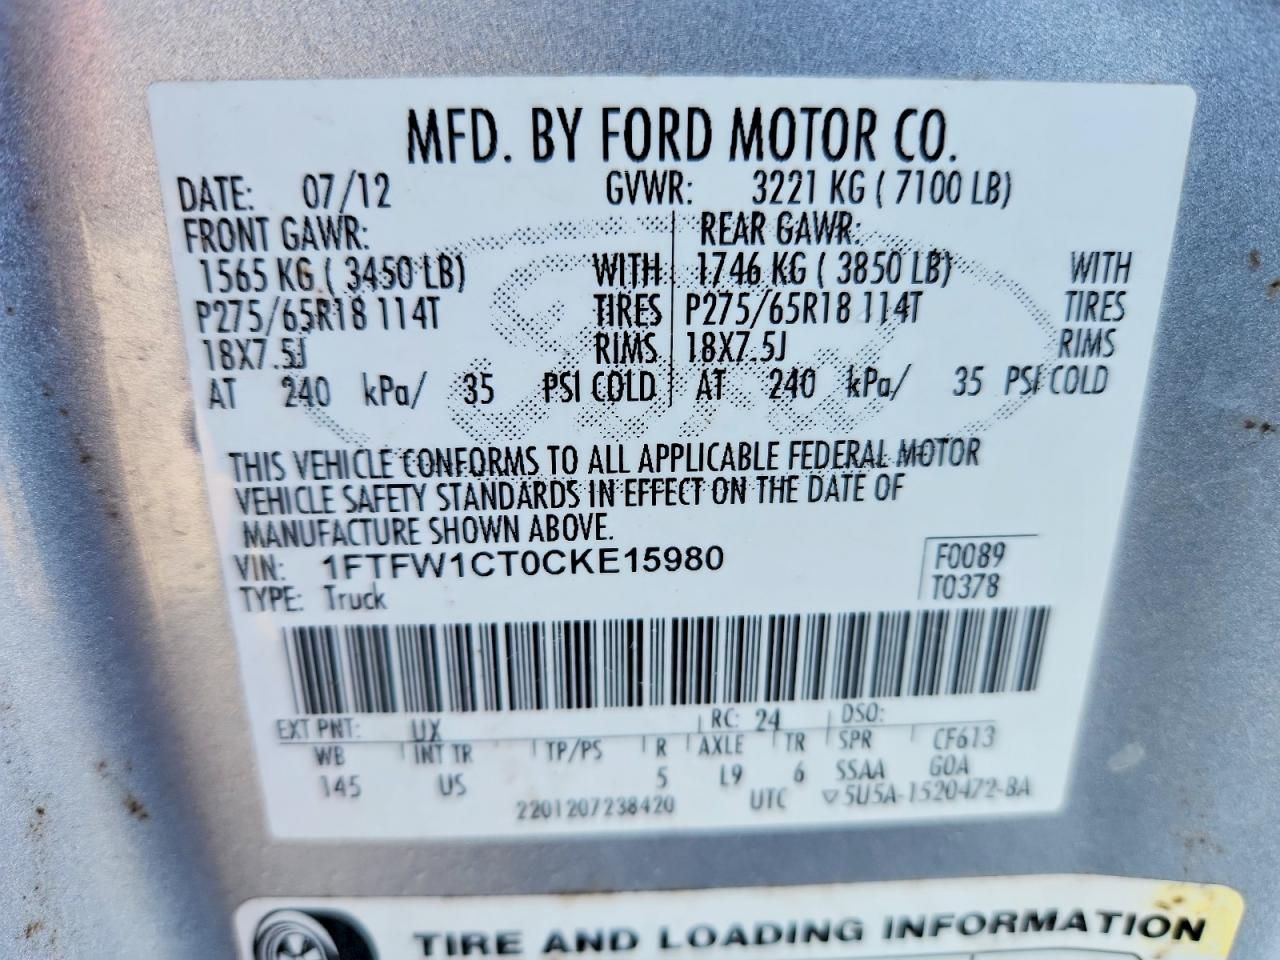 MFD. BY FORD MOTOR CO.
DATE: 07/12 GVWR: 3221 KG ( 7100 LB)
FRONT GAWR: REAR GAWR:
1565 KG ( 3450 LB) WITH 1746 KG ( 3850 LB) WITH
P275/65R18 114T TIRES P275/65R18 114T TIRES
18X7.5J RIMS 18X7.5J RIMS
AT 240 kPa/ 35 PSI COLD AT 240 kPa/ 35 PSI COLD
THIS VEHICLE CONFORMS TO ALL APPLICABLE FEDERAL MOTOR
VEHICLE SAFETY STANDARDS IN EFFECT ON THE DATE OF
MANUFACTURE SHOWN ABOVE.
VIN: 1FTFW1CT0CKE15980 F0089
TYPE: Truck T0378
EXT PNT: UX RC: 24 DSO:
WB INT TR TP/PS R AXLE TR SPR CF613
145 US 5 L9 6 SSAA GOA
2201207238420 UTC ▽5U5A-1520472-BA
TIRE AND LOADING INFORMATION